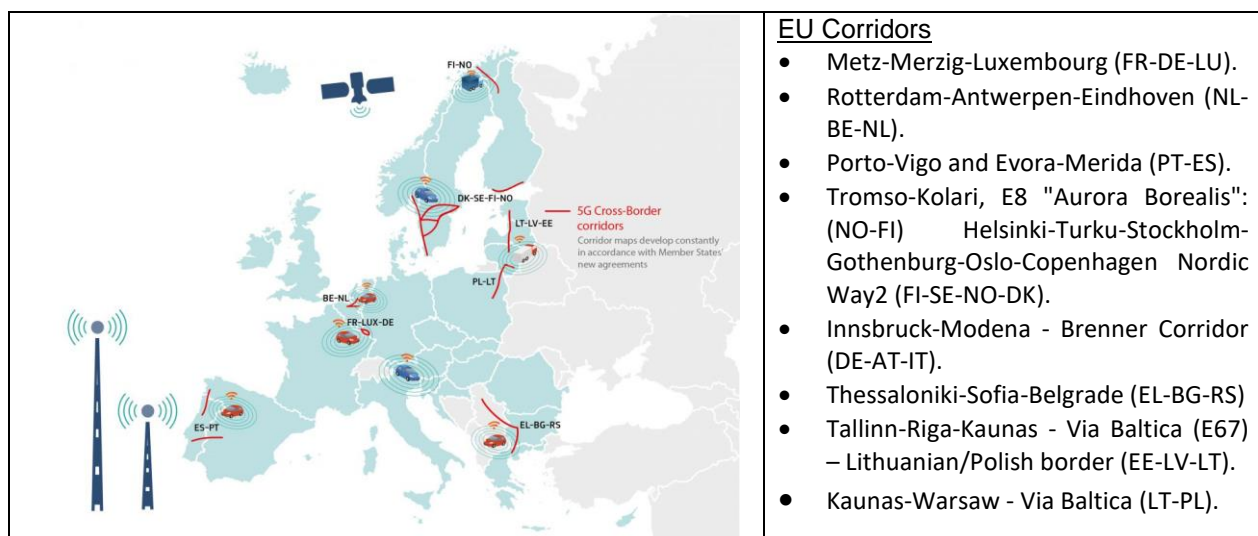 FI-NO
DK-SE-FI-NO
5G Cross-Border
corridors
Corridor maps develop constantly
in accordance with Member States'
new agreements
LT-LV-EE
PL-LT
BE-NL
FR-LUX-DE
ES-PT
EL-BG-RS
EU Corridors
• Metz-Merzig-Luxembourg (FR-DE-LU).
• Rotterdam-Antwerpen-Eindhoven (NL-
BE-NL).
• Porto-Vigo and Evora-Merida (PT-ES).
• Tromso-Kolari, E8 "Aurora Borealis":
(NO-FI) Helsinki-Turku-Stockholm-
Gothenburg-Oslo-Copenhagen Nordic
Way2 (FI-SE-NO-DK).
• Innsbruck-Modena - Brenner Corridor
(DE-AT-IT).
• Thessaloniki-Sofia-Belgrade (EL-BG-RS)
• Tallinn-Riga-Kaunas - Via Baltica (E67)
– Lithuanian/Polish border (EE-LV-LT).
• Kaunas-Warsaw - Via Baltica (LT-PL).